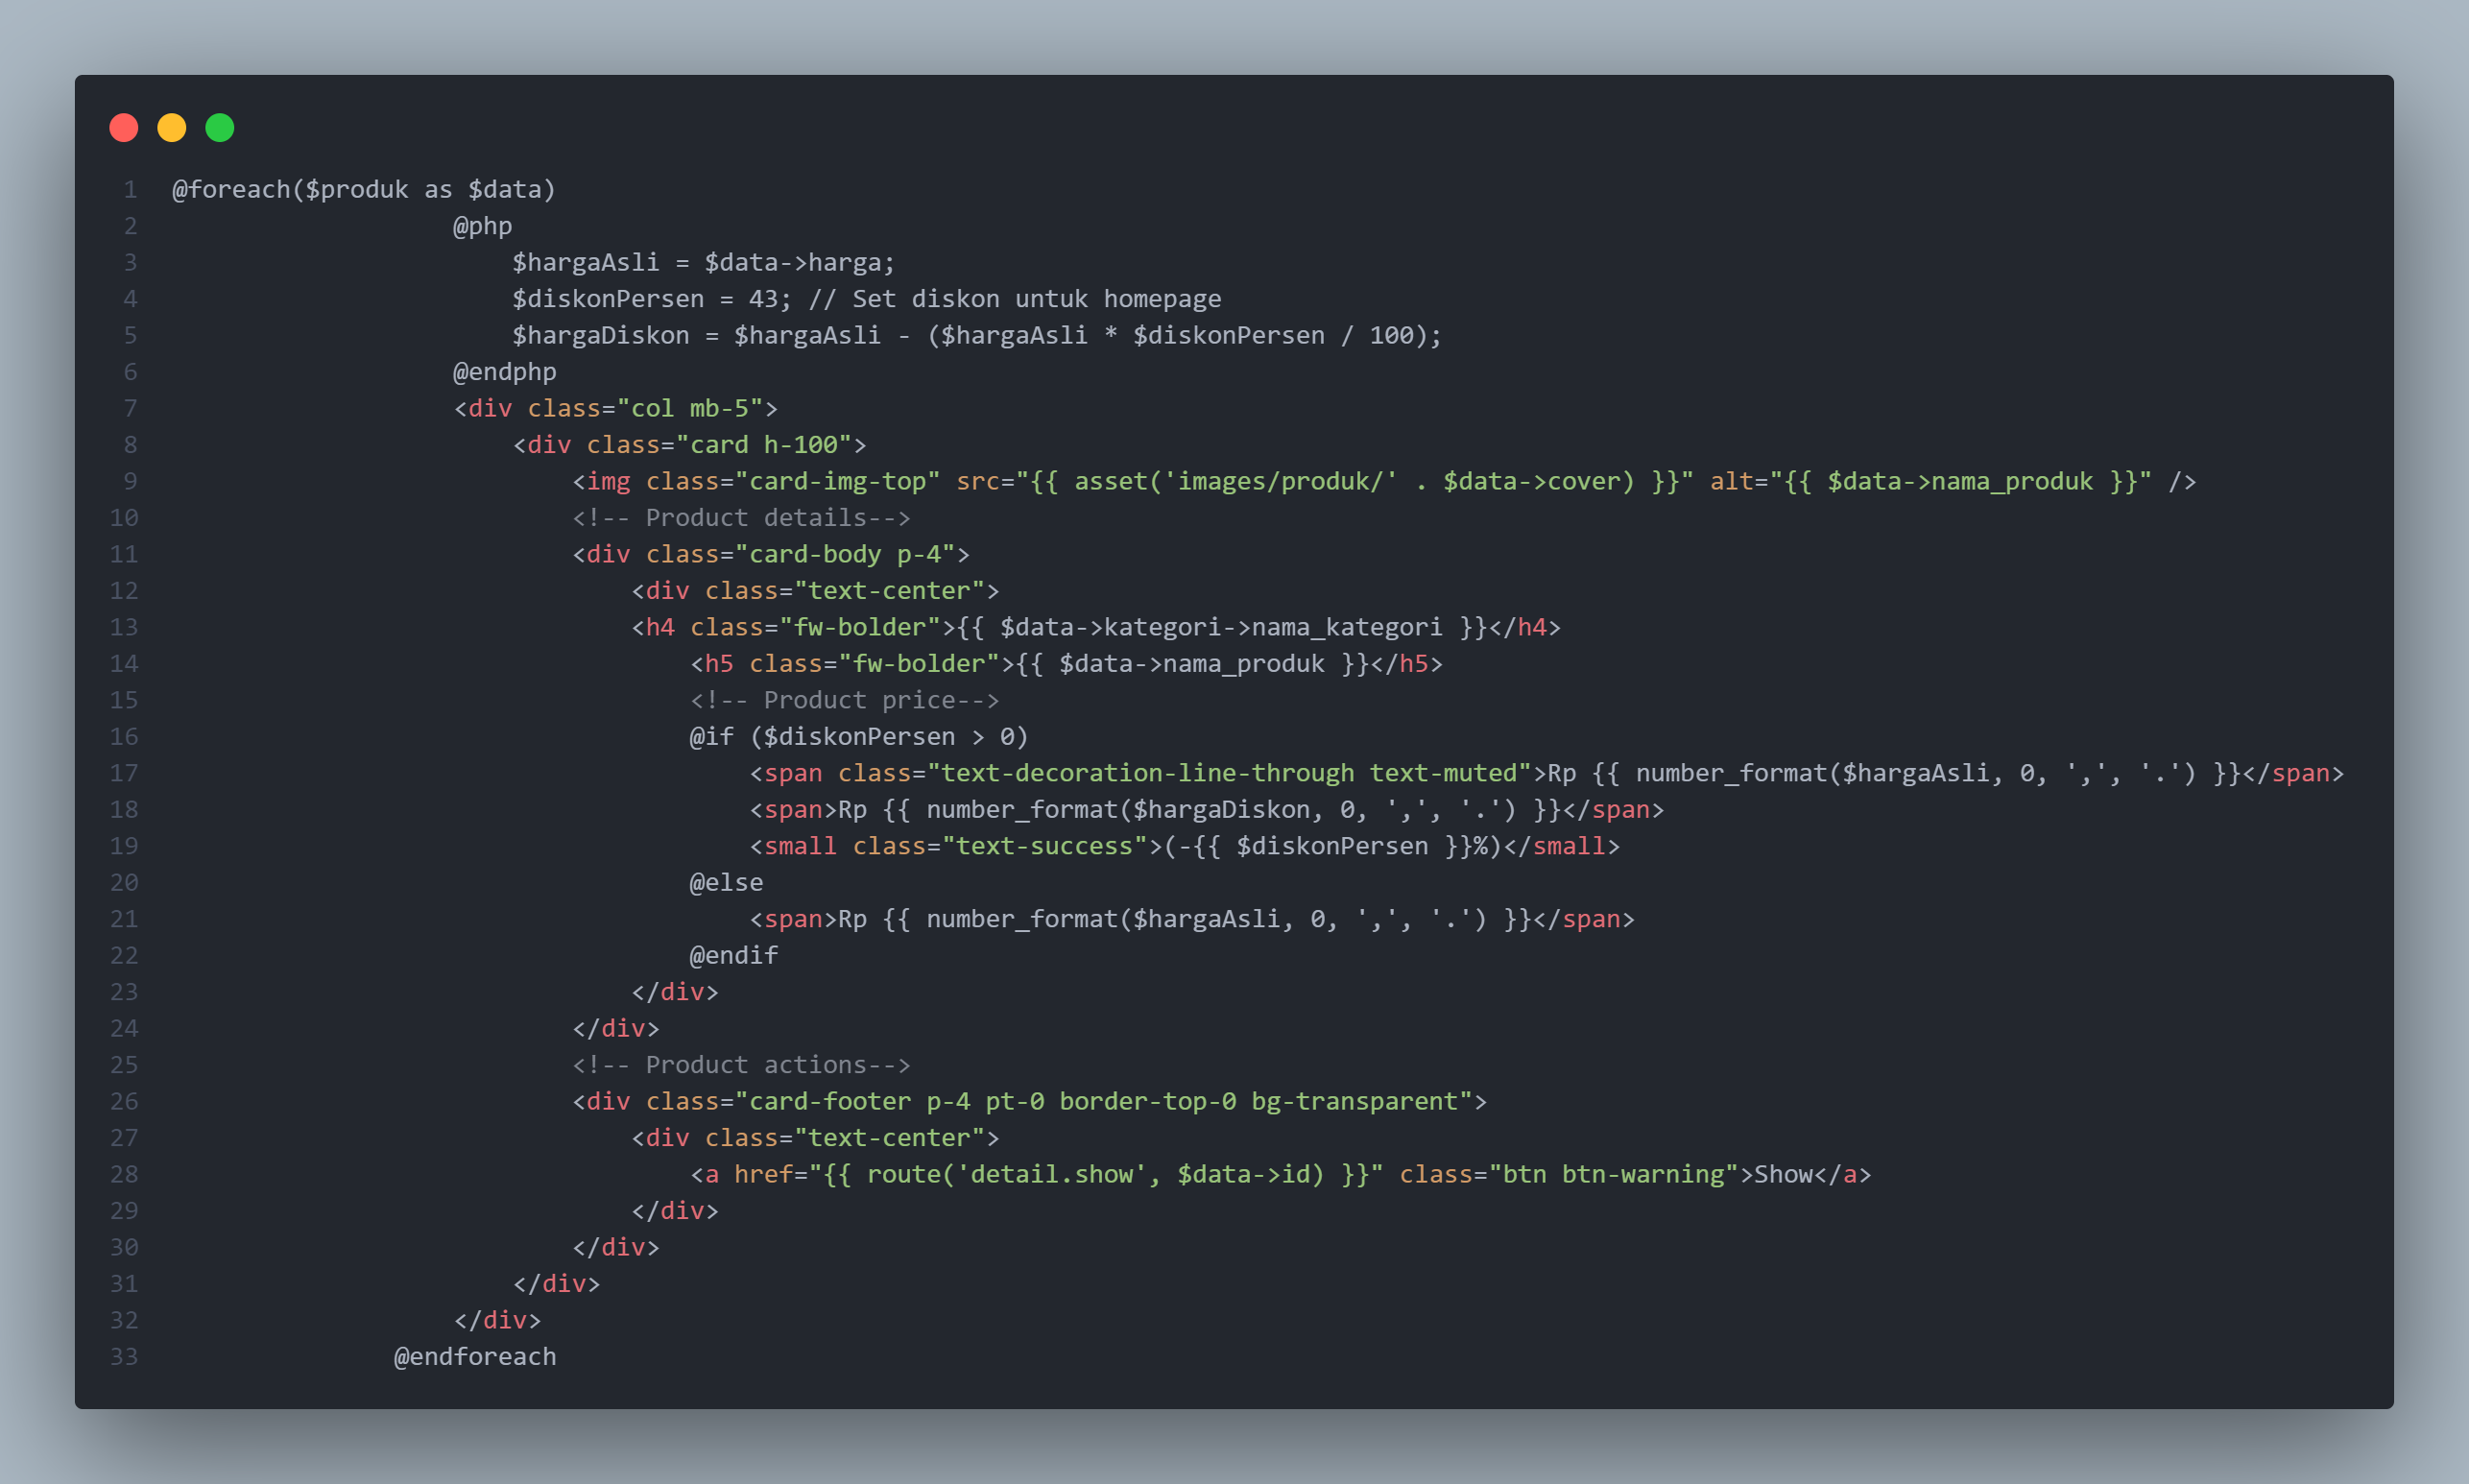 1 @foreach($produk as $data)
2 @php
3 $hargaAsli = $data->harga;
4 $diskonPersen = 43; // Set diskon untuk homepage
5 $hargaDiskon = $hargaAsli - ($hargaAsli * $diskonPersen / 100);
6 @endphp
7 <div class="col mb-5">
8 <div class="card h-100">
9 <img class="card-img-top" src="{{ asset('images/produk/' . $data->cover) }}" alt="{{ $data->nama_produk }}" />
10 <!-- Product details-->
11 <div class="card-body p-4">
12 <div class="text-center">
13 <h4 class="fw-bolder">{{ $data->kategori->nama_kategori }}</h4>
14 <h5 class="fw-bolder">{{ $data->nama_produk }}</h5>
15 <!-- Product price-->
16 @if ($diskonPersen > 0)
17 <span class="text-decoration-line-through text-muted">Rp {{ number_format($hargaAsli, 0, ',', '.') }}</span>
18 <span>Rp {{ number_format($hargaDiskon, 0, ',', '.') }}</span>
19 <small class="text-success">(-{{ $diskonPersen }}%)</small>
20 @else
21 <span>Rp {{ number_format($hargaAsli, 0, ',', '.') }}</span>
22 @endif
23 </div>
24 </div>
25 <!-- Product actions-->
26 <div class="card-footer p-4 pt-0 border-top-0 bg-transparent">
27 <div class="text-center">
28 <a href="{{ route('detail.show', $data->id) }}" class="btn btn-warning">Show</a>
29 </div>
30 </div>
31 </div>
32 </div>
33 @endforeach